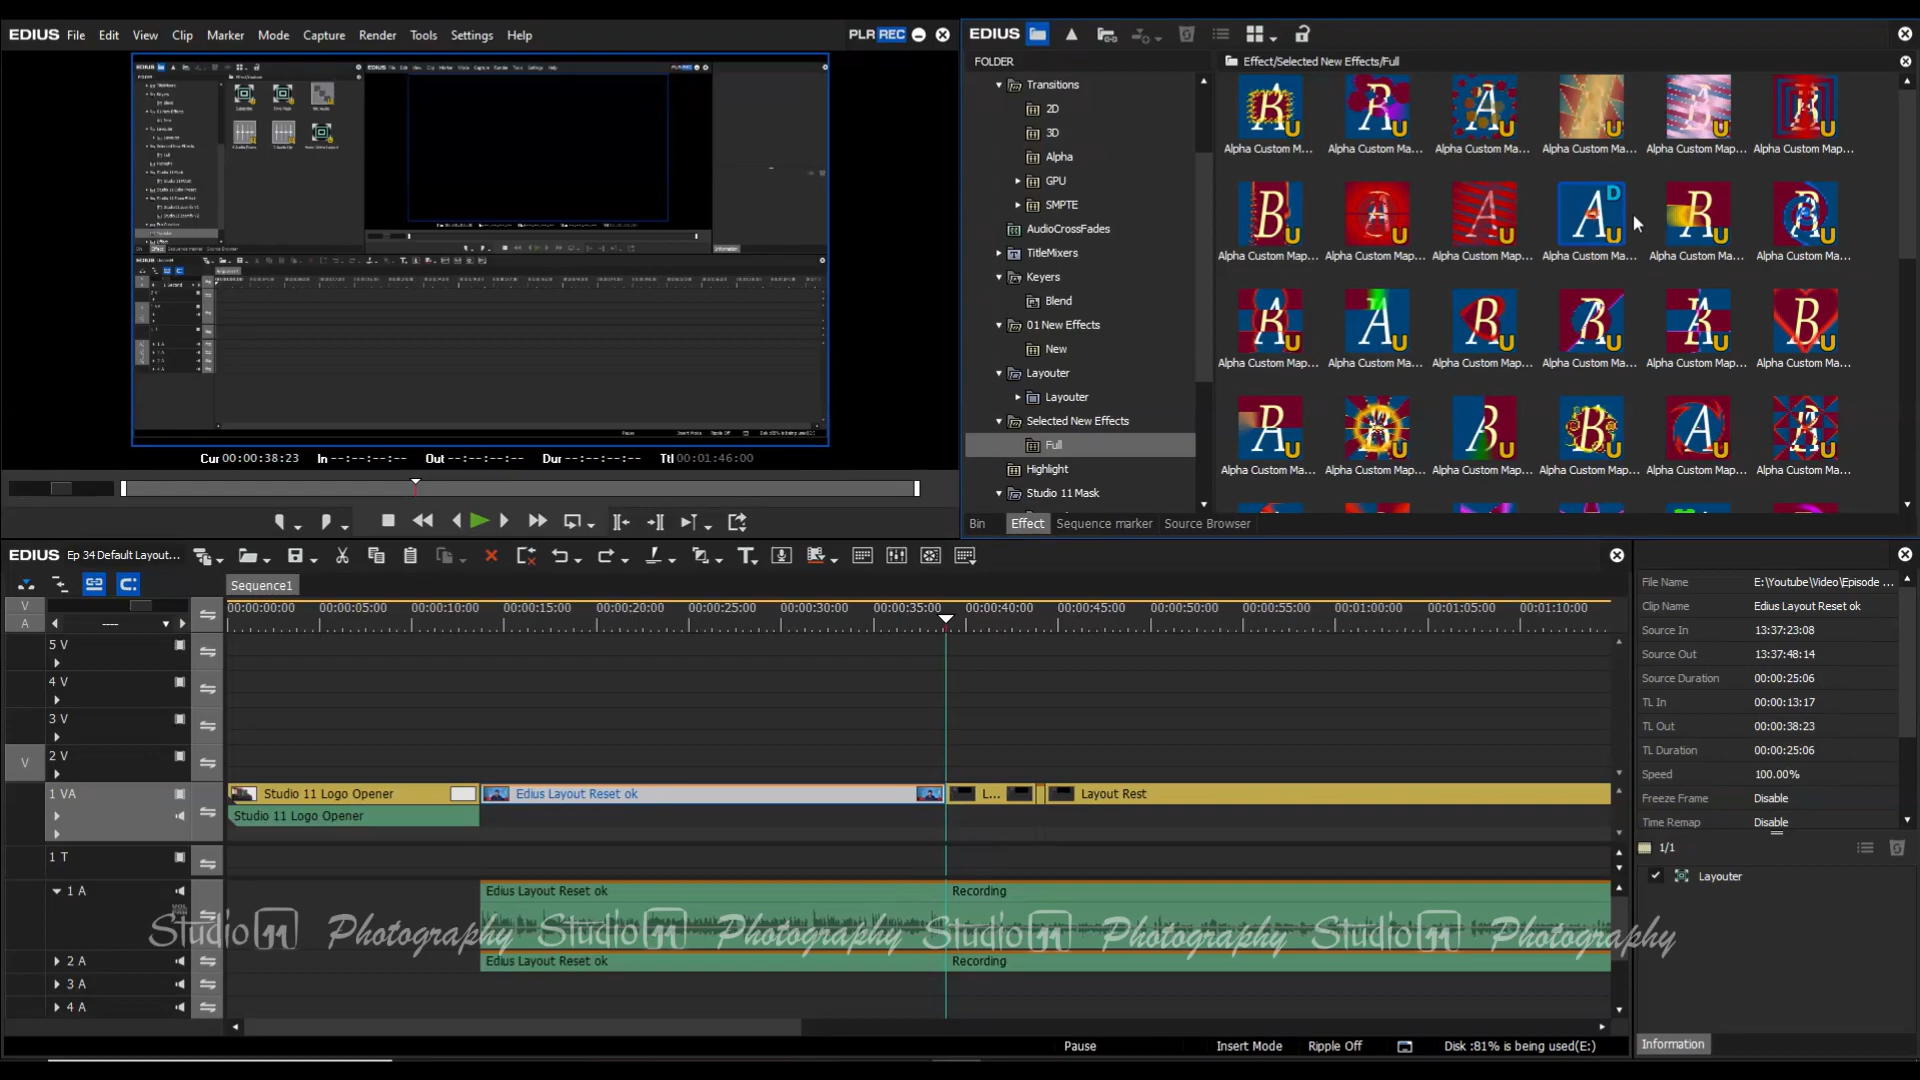 EDIUS File Edit View Clip Marker Mode Capture Render Tools Settings Help PLR REC
Cur 00:00:38:23 In --:--:--:-- Out --:--:--:-- Dur --:--:--:-- Ttl 00:01:46:00
EDIUS
FOLDER
Transitions
2D
3D
Alpha
GPU
SMPTE
AudioCrossFades
TitleMixers
Keyers
Blend
01 New Effects
New
Layouter
Layouter
Selected New Effects
Full
Highlight
Studio 11 Mask
Effect/Selected New Effects/Full
Alpha Custom M... Alpha Custom Ma... Alpha Custom Ma... Alpha Custom Ma... Alpha Custom Map... Alpha Custom Map...
Alpha Custom Map... Alpha Custom Map... Alpha Custom Map... Alpha Custom Ma... Alpha Custom Map... Alpha Custom Map...
Alpha Custom Map... Alpha Custom Map... Alpha Custom Ma... Alpha Custom Ma... Alpha Custom Map... Alpha Custom Ma...
Alpha Custom Ma... Alpha Custom Map... Alpha Custom Ma... Alpha Custom Map... Alpha Custom Ma... Alpha Custom Ma...
Bin Effect Sequence marker Source Browser
EDIUS Ep 34 Default Layout...
Sequence1
00:00:00:00 00:00:05:00 00:00:10:00 00:00:15:00 00:00:20:00 00:00:25:00 00:00:30:00 00:00:35:00 00:00:40:00 00:00:45:00 00:00:50:00 00:00:55:00 00:01:00:00 00:01:05:00 00:01:10:00
V
A
5 V
4 V
3 V
2 V
V
1 VA
Studio 11 Logo Opener Edius Layout Reset ok L... Layout Rest
Studio 11 Logo Opener
1 T
1 A
Edius Layout Reset ok Recording
VOL
PAN
Studio 11 Photography Studio 11 Photography Studio 11 Photography Studio 11 Photography
2 A
Edius Layout Reset ok Recording
3 A
4 A
Pause Insert Mode Ripple Off Disk :81% is being used(E:)
File Name E:\Youtube\Video\Episode ...
Clip Name Edius Layout Reset ok
Source In 13:37:23:08
Source Out 13:37:48:14
Source Duration 00:00:25:06
TL In 00:00:13:17
TL Out 00:00:38:23
TL Duration 00:00:25:06
Speed 100.00%
Freeze Frame Disable
Time Remap Disable
1/1
Layouter
Information